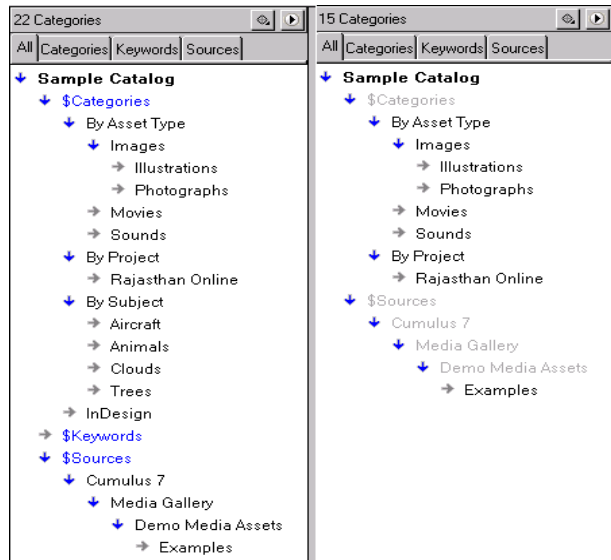 22 Categories
All Categories Keywords Sources
Sample Catalog
$Categories
By Asset Type
Images
Illustrations
Photographs
Movies
Sounds
By Project
Rajasthan Online
By Subject
Aircraft
Animals
Clouds
Trees
InDesign
$Keywords
$Sources
Cumulus 7
Media Gallery
Demo Media Assets
Examples
15 Categories
All Categories Keywords Sources
Sample Catalog
$Categories
By Asset Type
Images
Illustrations
Photographs
Movies
Sounds
By Project
Rajasthan Online
$Sources
Cumulus 7
Media Gallery
Demo Media Assets
Examples